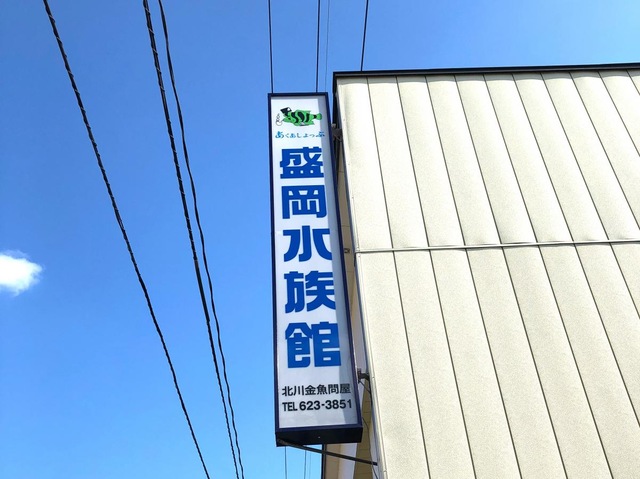 あくあしょっぷ
盛岡水族館
北川金魚問屋
TEL 623-3851